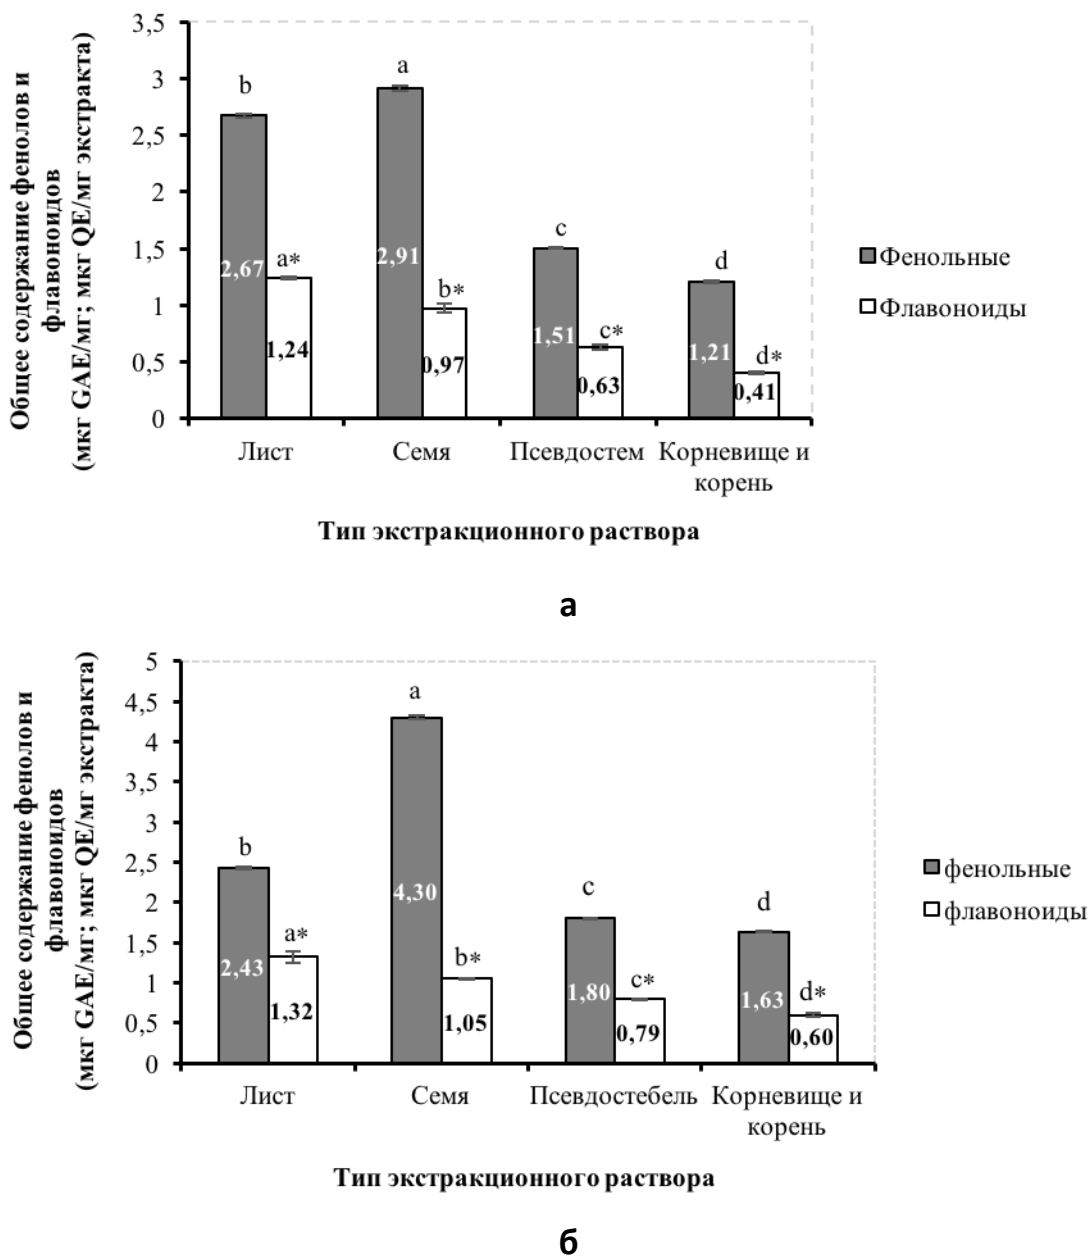 Общее содержание фенолов и
флавоноидов
(мкг GAE/мг; мкг QE/мг экстракта)
3,5
3
2,5
2
1,5
1
0,5
0
b
a
c
d
a*
b*
c*
d*
2,67
1,24
2,91
0,97
1,51
0,63
1,21
0,41
Фенольные
Флавоноиды
Лист
Семя
Псевдостем
Корневище и
корень
Тип экстракционного раствора
а
Общее содержание фенолов и
флавоноидов
(мкг GAE/мг; мкг QE/мг экстракта)
5
4,5
4
3,5
3
2,5
2
1,5
1
0,5
0
b
a
c
d
a*
b*
c*
d*
2,43
1,32
4,30
1,05
1,80
0,79
1,63
0,60
фенольные
флавоноиды
Лист
Семя
Псевдостебель
Корневище и
корень
Тип экстракционного раствора
б